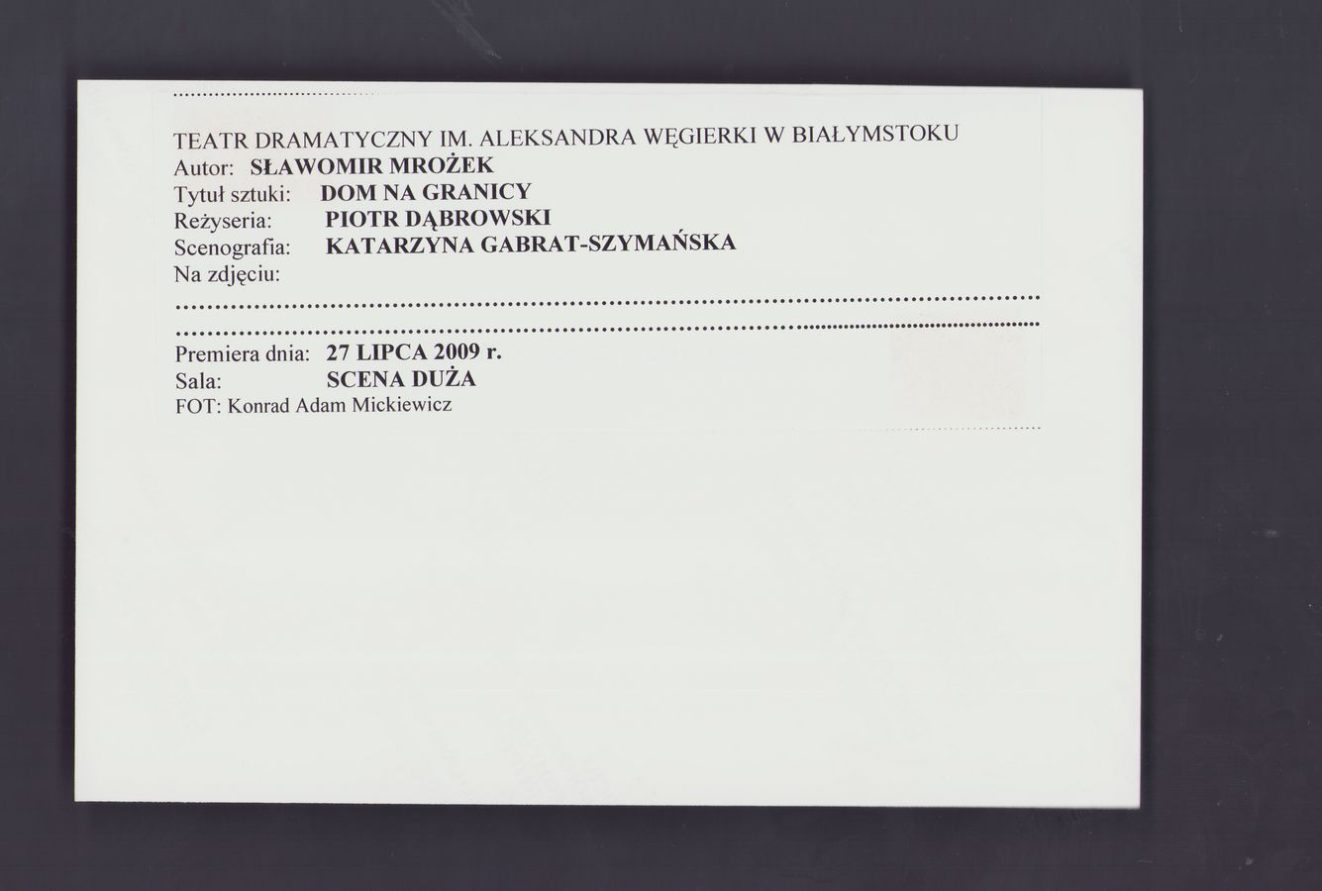 TEATR DRAMATYCZNY IM. ALEKSANDRA WĘGIERKI W BIAŁYMSTOKU
Autor: SŁAWOMIR MROŻEK
Tytuł sztuki: DOM NA GRANICY
Reżyseria: PIOTR DĄBROWSKI
Scenografia: KATARZYNA GABRAT-SZYMAŃSKA
Na zdjęciu:
Premiera dnia: 27 LIPCA 2009 r.
Sala: SCENA DUŻA
FOT: Konrad Adam Mickiewicz